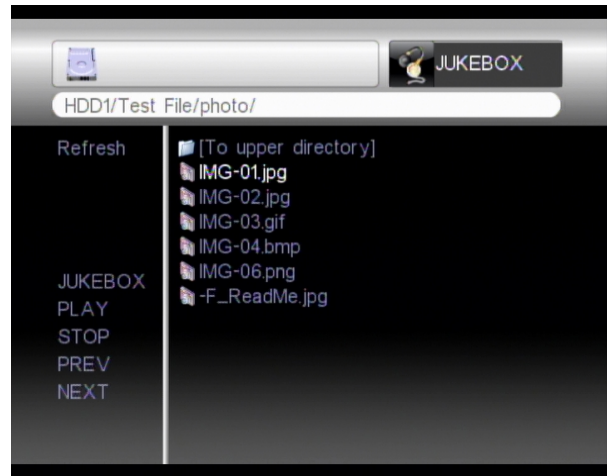 JUKEBOX
HDD1/Test File/photo/
Refresh
JUKEBOX
PLAY
STOP
PREV
NEXT
[To upper directory]
IMG-01.jpg
IMG-02.jpg
IMG-03.gif
IMG-04.bmp
IMG-06.png
-F_ReadMe.jpg